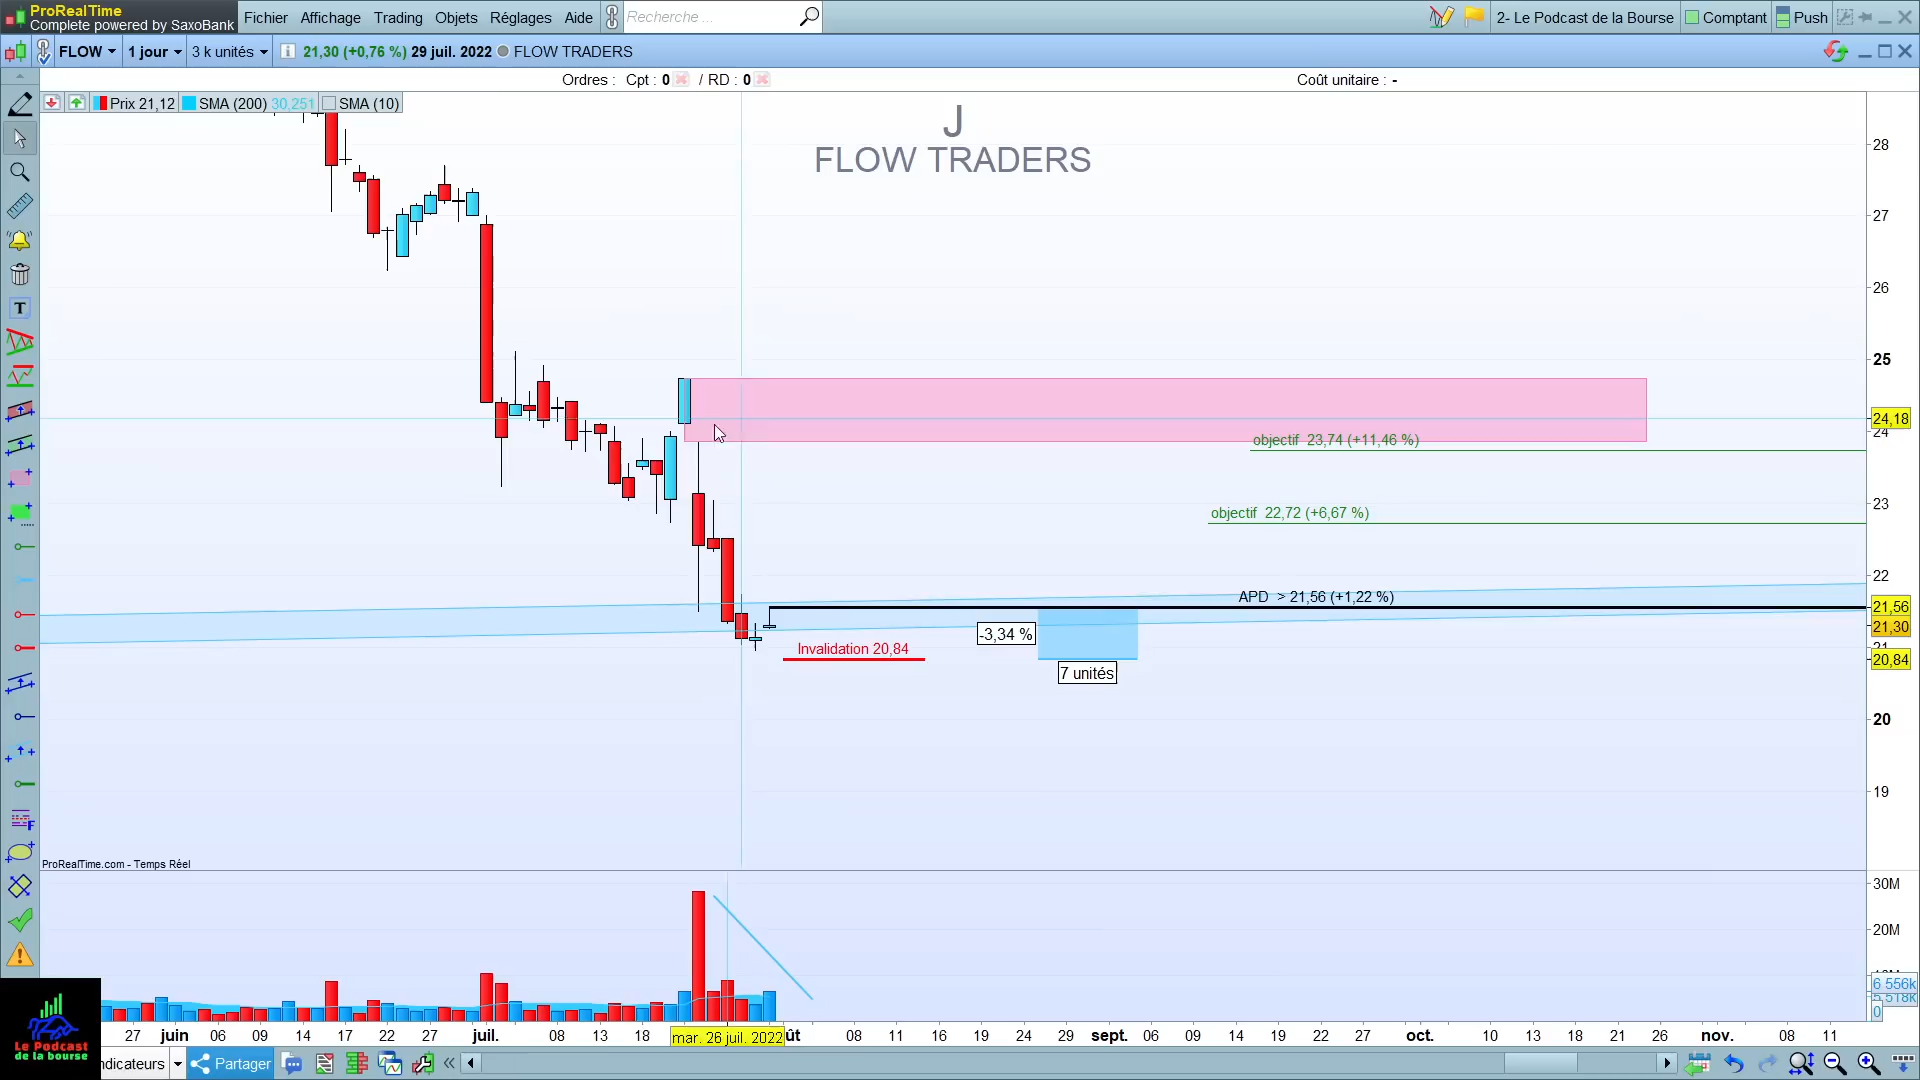 ProRealTime
Complete powered by SaxoBank
Fichier Affichage Trading Objets Réglages Aide
Recherche ...
2- Le Podcast de la Bourse
Comptant
Push
FLOW
1 jour
3 k unités
21,30 (+0,76 %) 29 juil. 2022
FLOW TRADERS
Ordres : Cpt : 0 / RD : 0
Coût unitaire : -
Prix 21,12
SMA (200) 30,251
SMA (10)
J
FLOW TRADERS
28
27
26
25
24,18
24
objectif 23,74 (+11,46 %)
23
objectif 22,72 (+6,67 %)
22
APD > 21,56 (+1,22 %)
21,56
21,30
-3,34 %
Invalidation 20,84
20,84
7 unités
20
19
ProRealTime.com - Temps Réel
30M
20M
6 556k
5 518k
0
27 juin 06 09 14 17 22 27 juil. 08 13 18 mar. 26 juil. 2022 ût 08 11 16 19 24 29 sept. 06 09 14 19 22 27 oct. 10 13 18 21 26 nov. 08 11
Le Podcast
de la bourse
ndicateurs
Partager